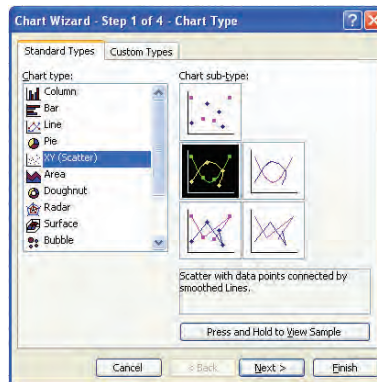 Chart Wizard - Step 1 of 4 - Chart Type
Standard Types
Custom Types
Chart type:
Column
Bar
Line
Pie
XY (Scatter)
Area
Doughnut
Radar
Surface
Bubble
Chart sub-type:
Scatter with data points connected by
smoothed Lines.
Press and Hold to View Sample
Cancel
< Back
Next >
Finish